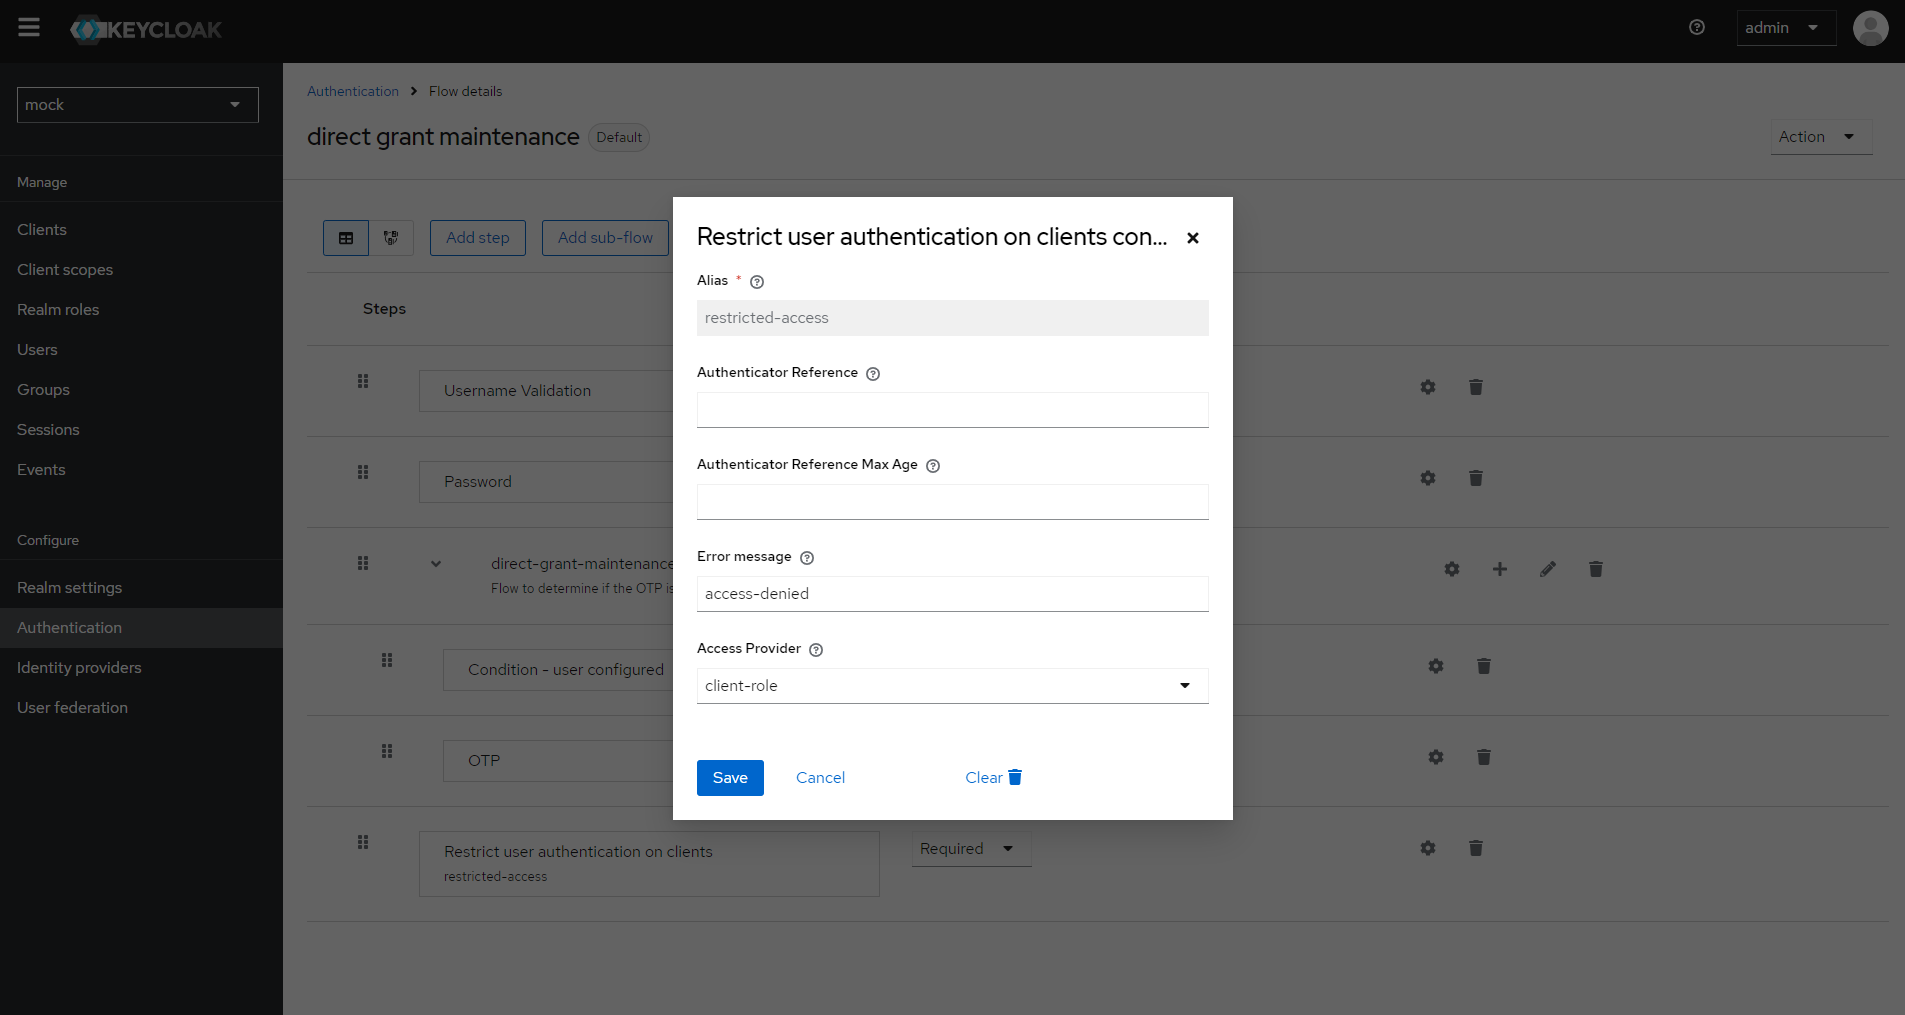 KEYCLOAK
admin
mock
Manage
Clients
Client scopes
Realm roles
Users
Groups
Sessions
Events
Configure
Realm settings
Authentication
Identity providers
User federation
Authentication > Flow details
direct grant maintenance Default
Action
Add step
Add sub-flow
Steps
Username Validation
Password
direct-grant-maintenance
Flow to determine if the OTP is
Condition - user configured
OTP
Restrict user authentication on clients
restricted-access
Required
Restrict user authentication on clients con...
Alias *
restricted-access
Authenticator Reference
Authenticator Reference Max Age
Error message
access-denied
Access Provider
client-role
Save
Cancel
Clear